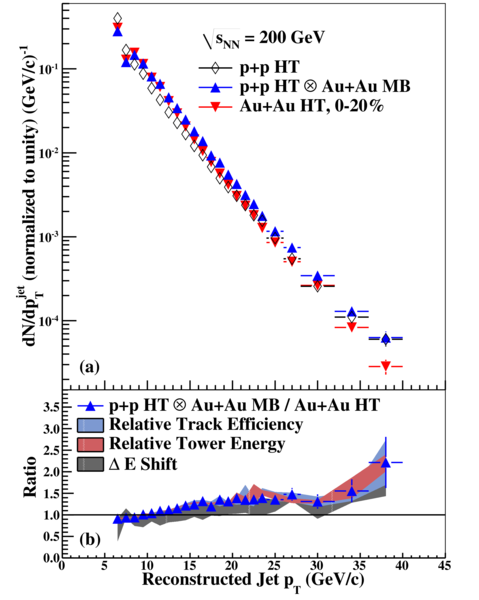 √s_NN = 200 GeV
p+p HT
p+p HT ⊗ Au+Au MB
Au+Au HT, 0-20%
dN/dp_T^jet (normalized to unity) (GeV/c)^-1
10^-1
10^-2
10^-3
10^-4
(a)
p+p HT ⊗ Au+Au MB / Au+Au HT
Relative Track Efficiency
Relative Tower Energy
Δ E Shift
Ratio
3.5
3.0
2.5
2.0
1.5
1.0
0.5
0.0
(b)
0 5 10 15 20 25 30 35 40 45
Reconstructed Jet p_T (GeV/c)